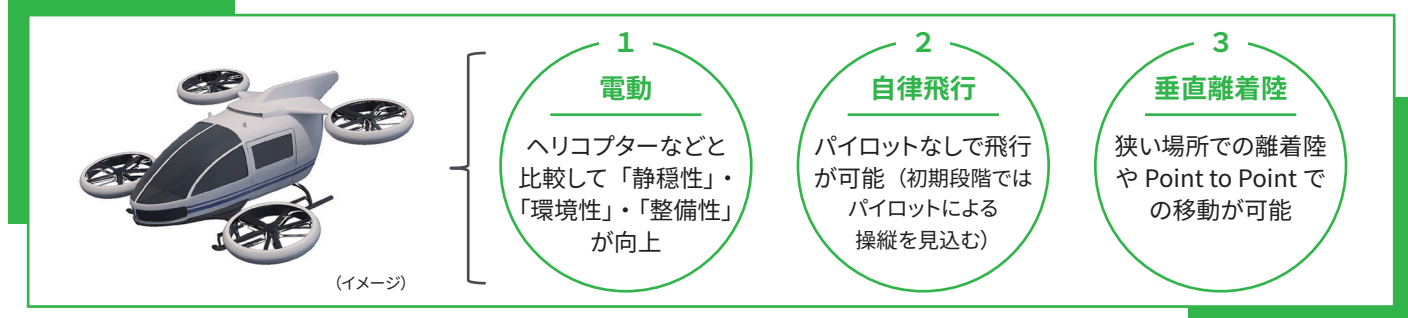 1
電動
ヘリコプターなどと
比較して「静穏性」・
「環境性」・「整備性」
が向上
2
自律飛行
パイロットなしで飛行
が可能（初期段階では
パイロットによる
操縦を見込む）
3
垂直離着陸
狭い場所での離着陸
や Point to Point で
の移動が可能
（イメージ）